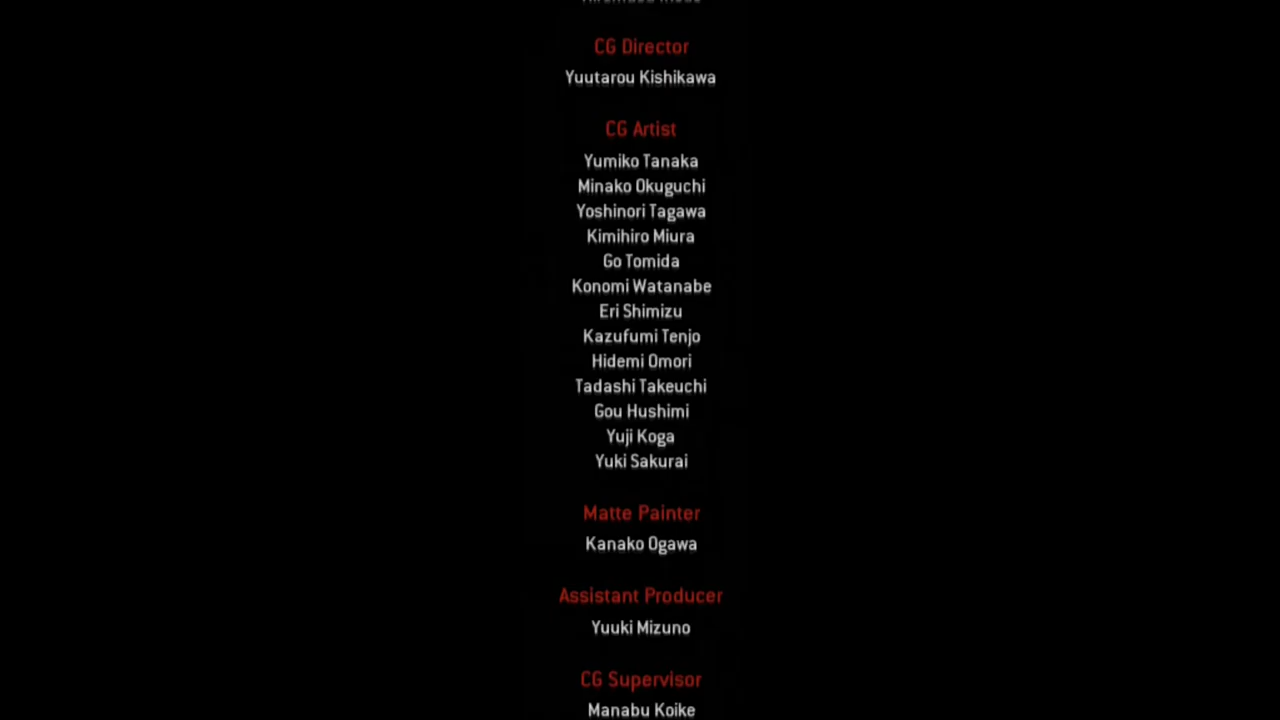 CG Director
Yuutarou Kishikawa
CG Artist
Yumiko Tanaka
Minako Okuguchi
Yoshinori Tagawa
Kimihiro Miura
Go Tomida
Konomi Watanabe
Eri Shimizu
Kazufumi Tenjo
Hidemi Omori
Tadashi Takeuchi
Gou Hushimi
Yuji Koga
Yuki Sakurai
Matte Painter
Kanako Ogawa
Assistant Producer
Yuuki Mizuno
CG Supervisor
Manabu Koike